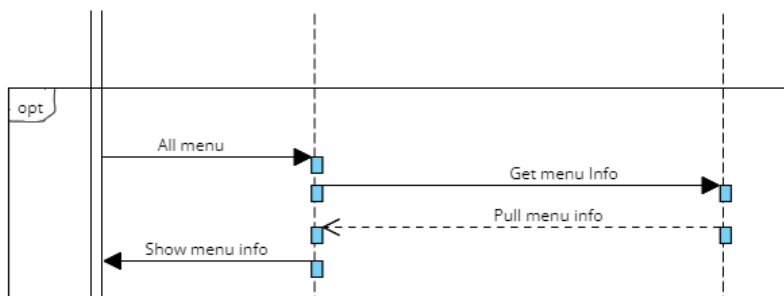 opt
All menu
Get menu Info
Pull menu info
Show menu info